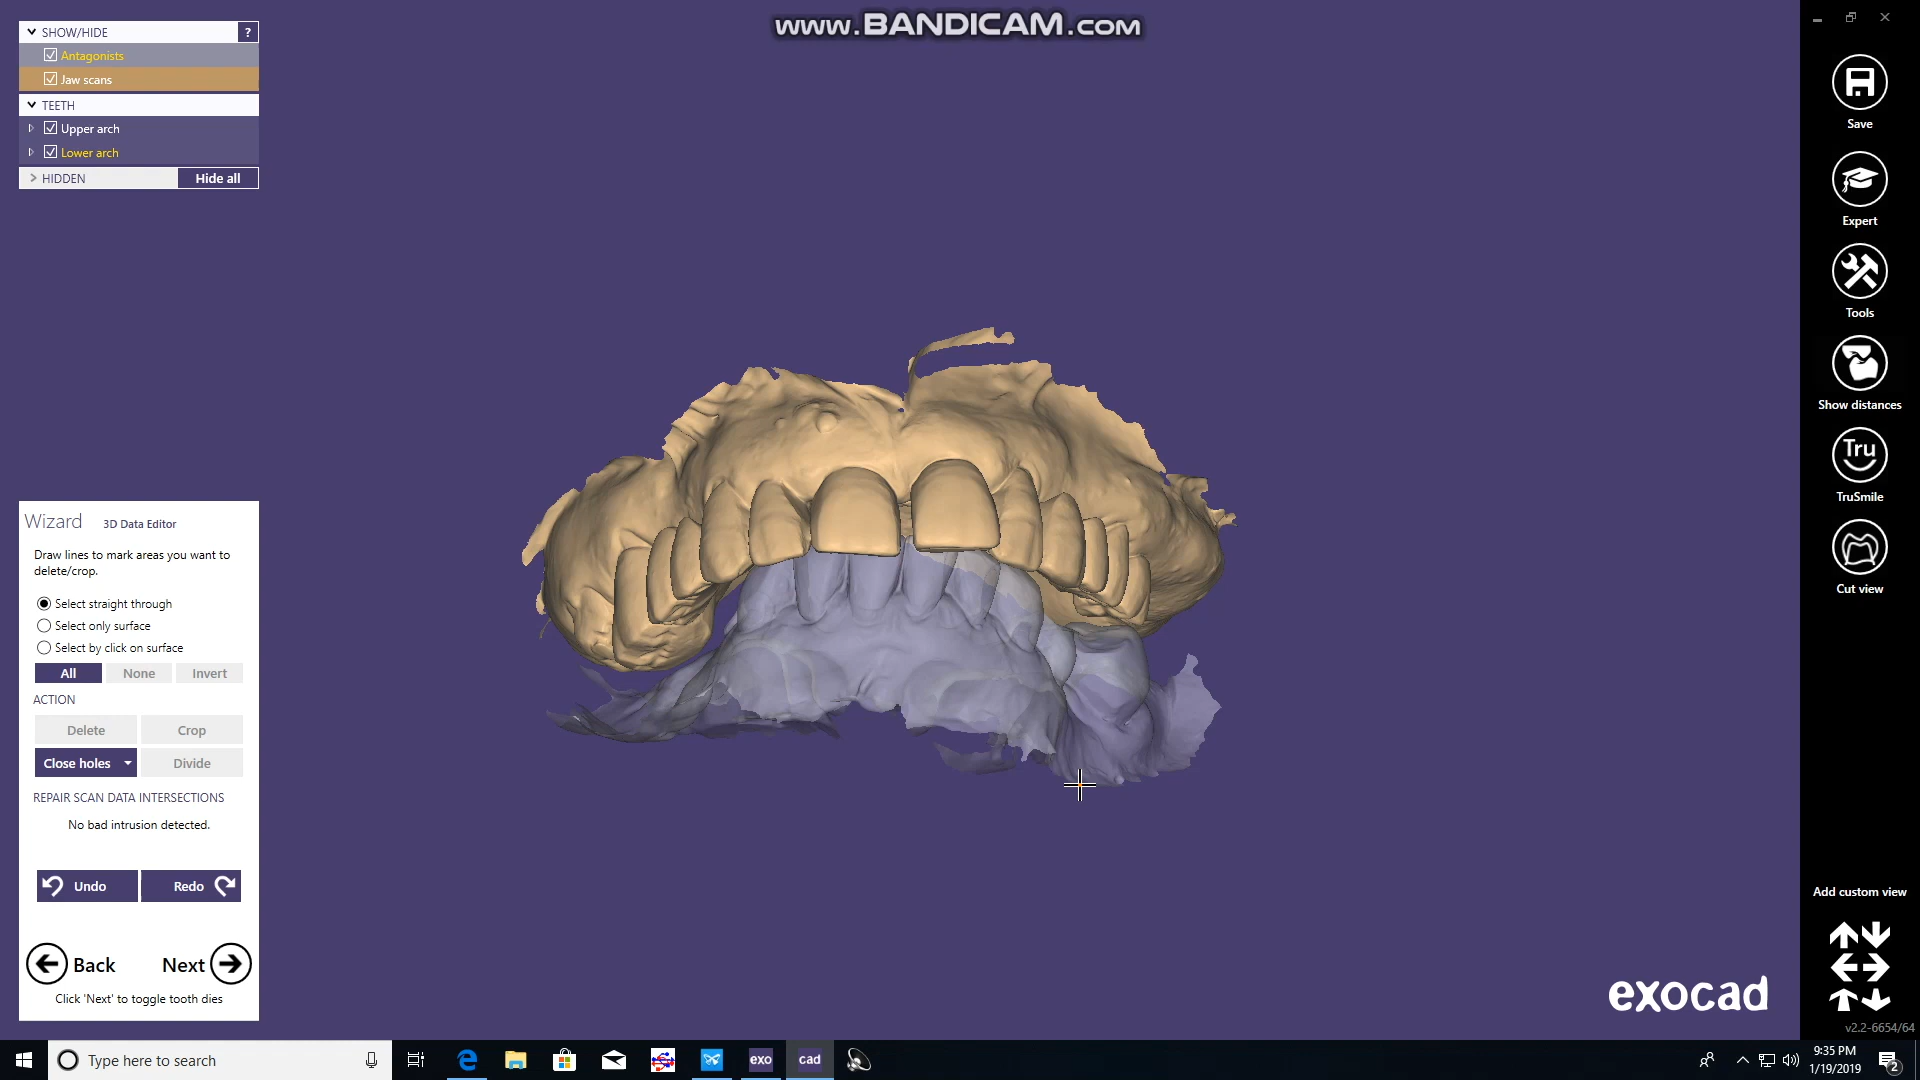 www.BANDICAM.com
SHOW/HIDE ?
Antagonists
Jaw scans
TEETH
Upper arch
Lower arch
HIDDEN Hide all
Wizard 3D Data Editor
Draw lines to mark areas you want to
delete/crop.
Select straight through
Select only surface
Select by click on surface
All None Invert
ACTION
Delete Crop
Close holes Divide
REPAIR SCAN DATA INTERSECTIONS
No bad intrusion detected.
Undo Redo
Back Next
Click 'Next' to toggle tooth dies
Save
Expert
Tools
Show distances
Tru
TruSmile
Cut view
Add custom view
exocad
v2.2-6654/64
Type here to search
exo
cad
9:35 PM
1/19/2019
2